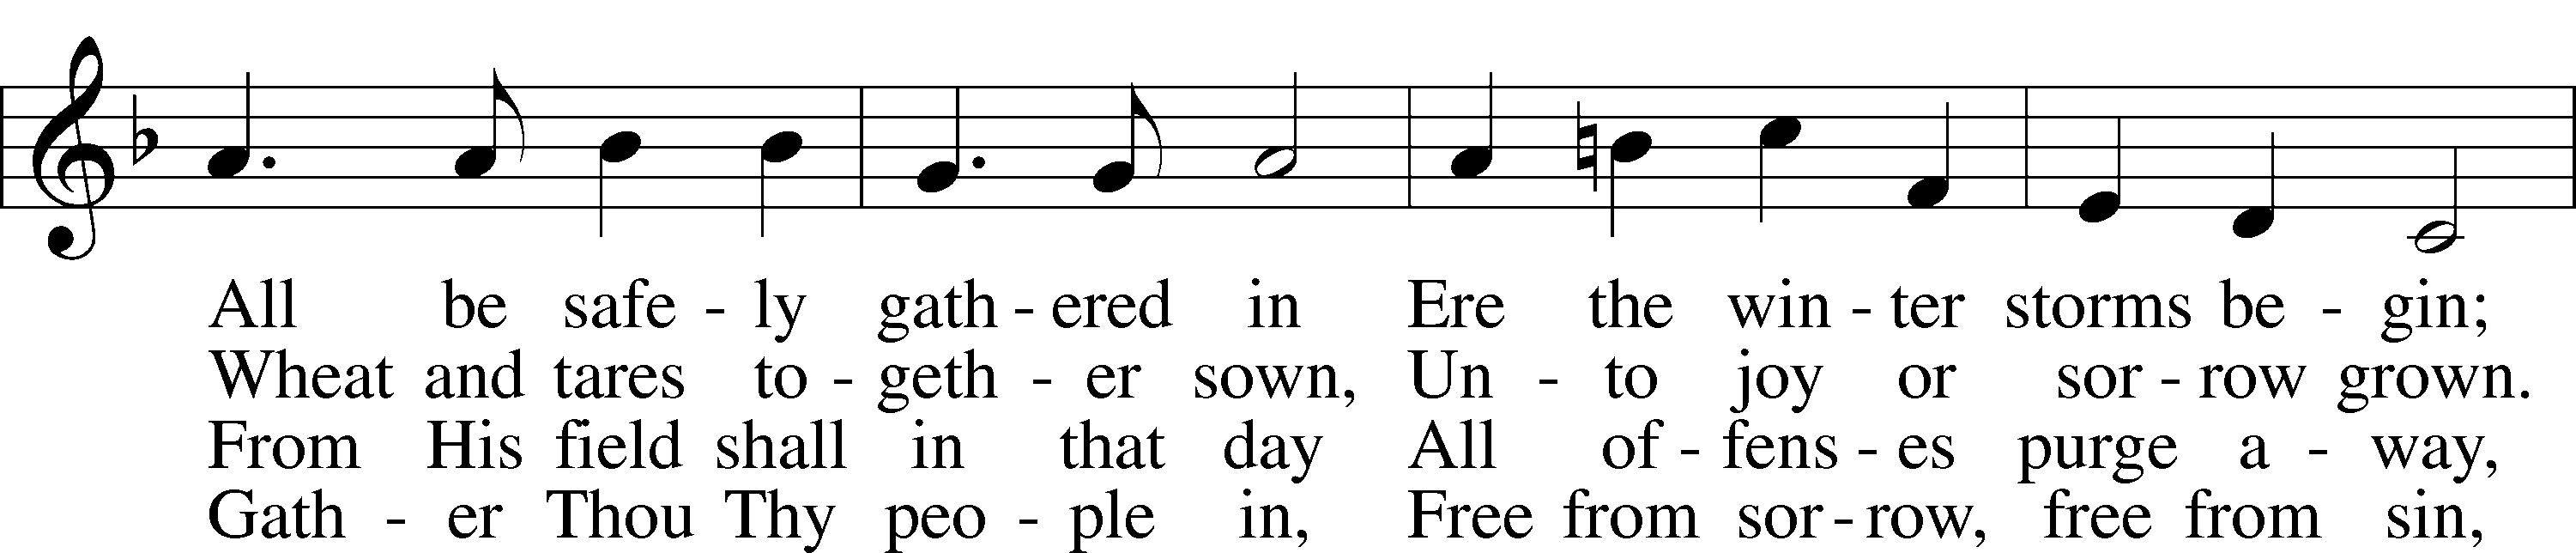 All be safe - ly gath - ered in Ere the win - ter storms be - gin;
Wheat and tares to - geth - er sown, Un - to joy or sor - row grown.
From His field shall in that day All of - fens - es purge a - way,
Gath - er Thou Thy peo - ple in, Free from sor - row, free from sin,